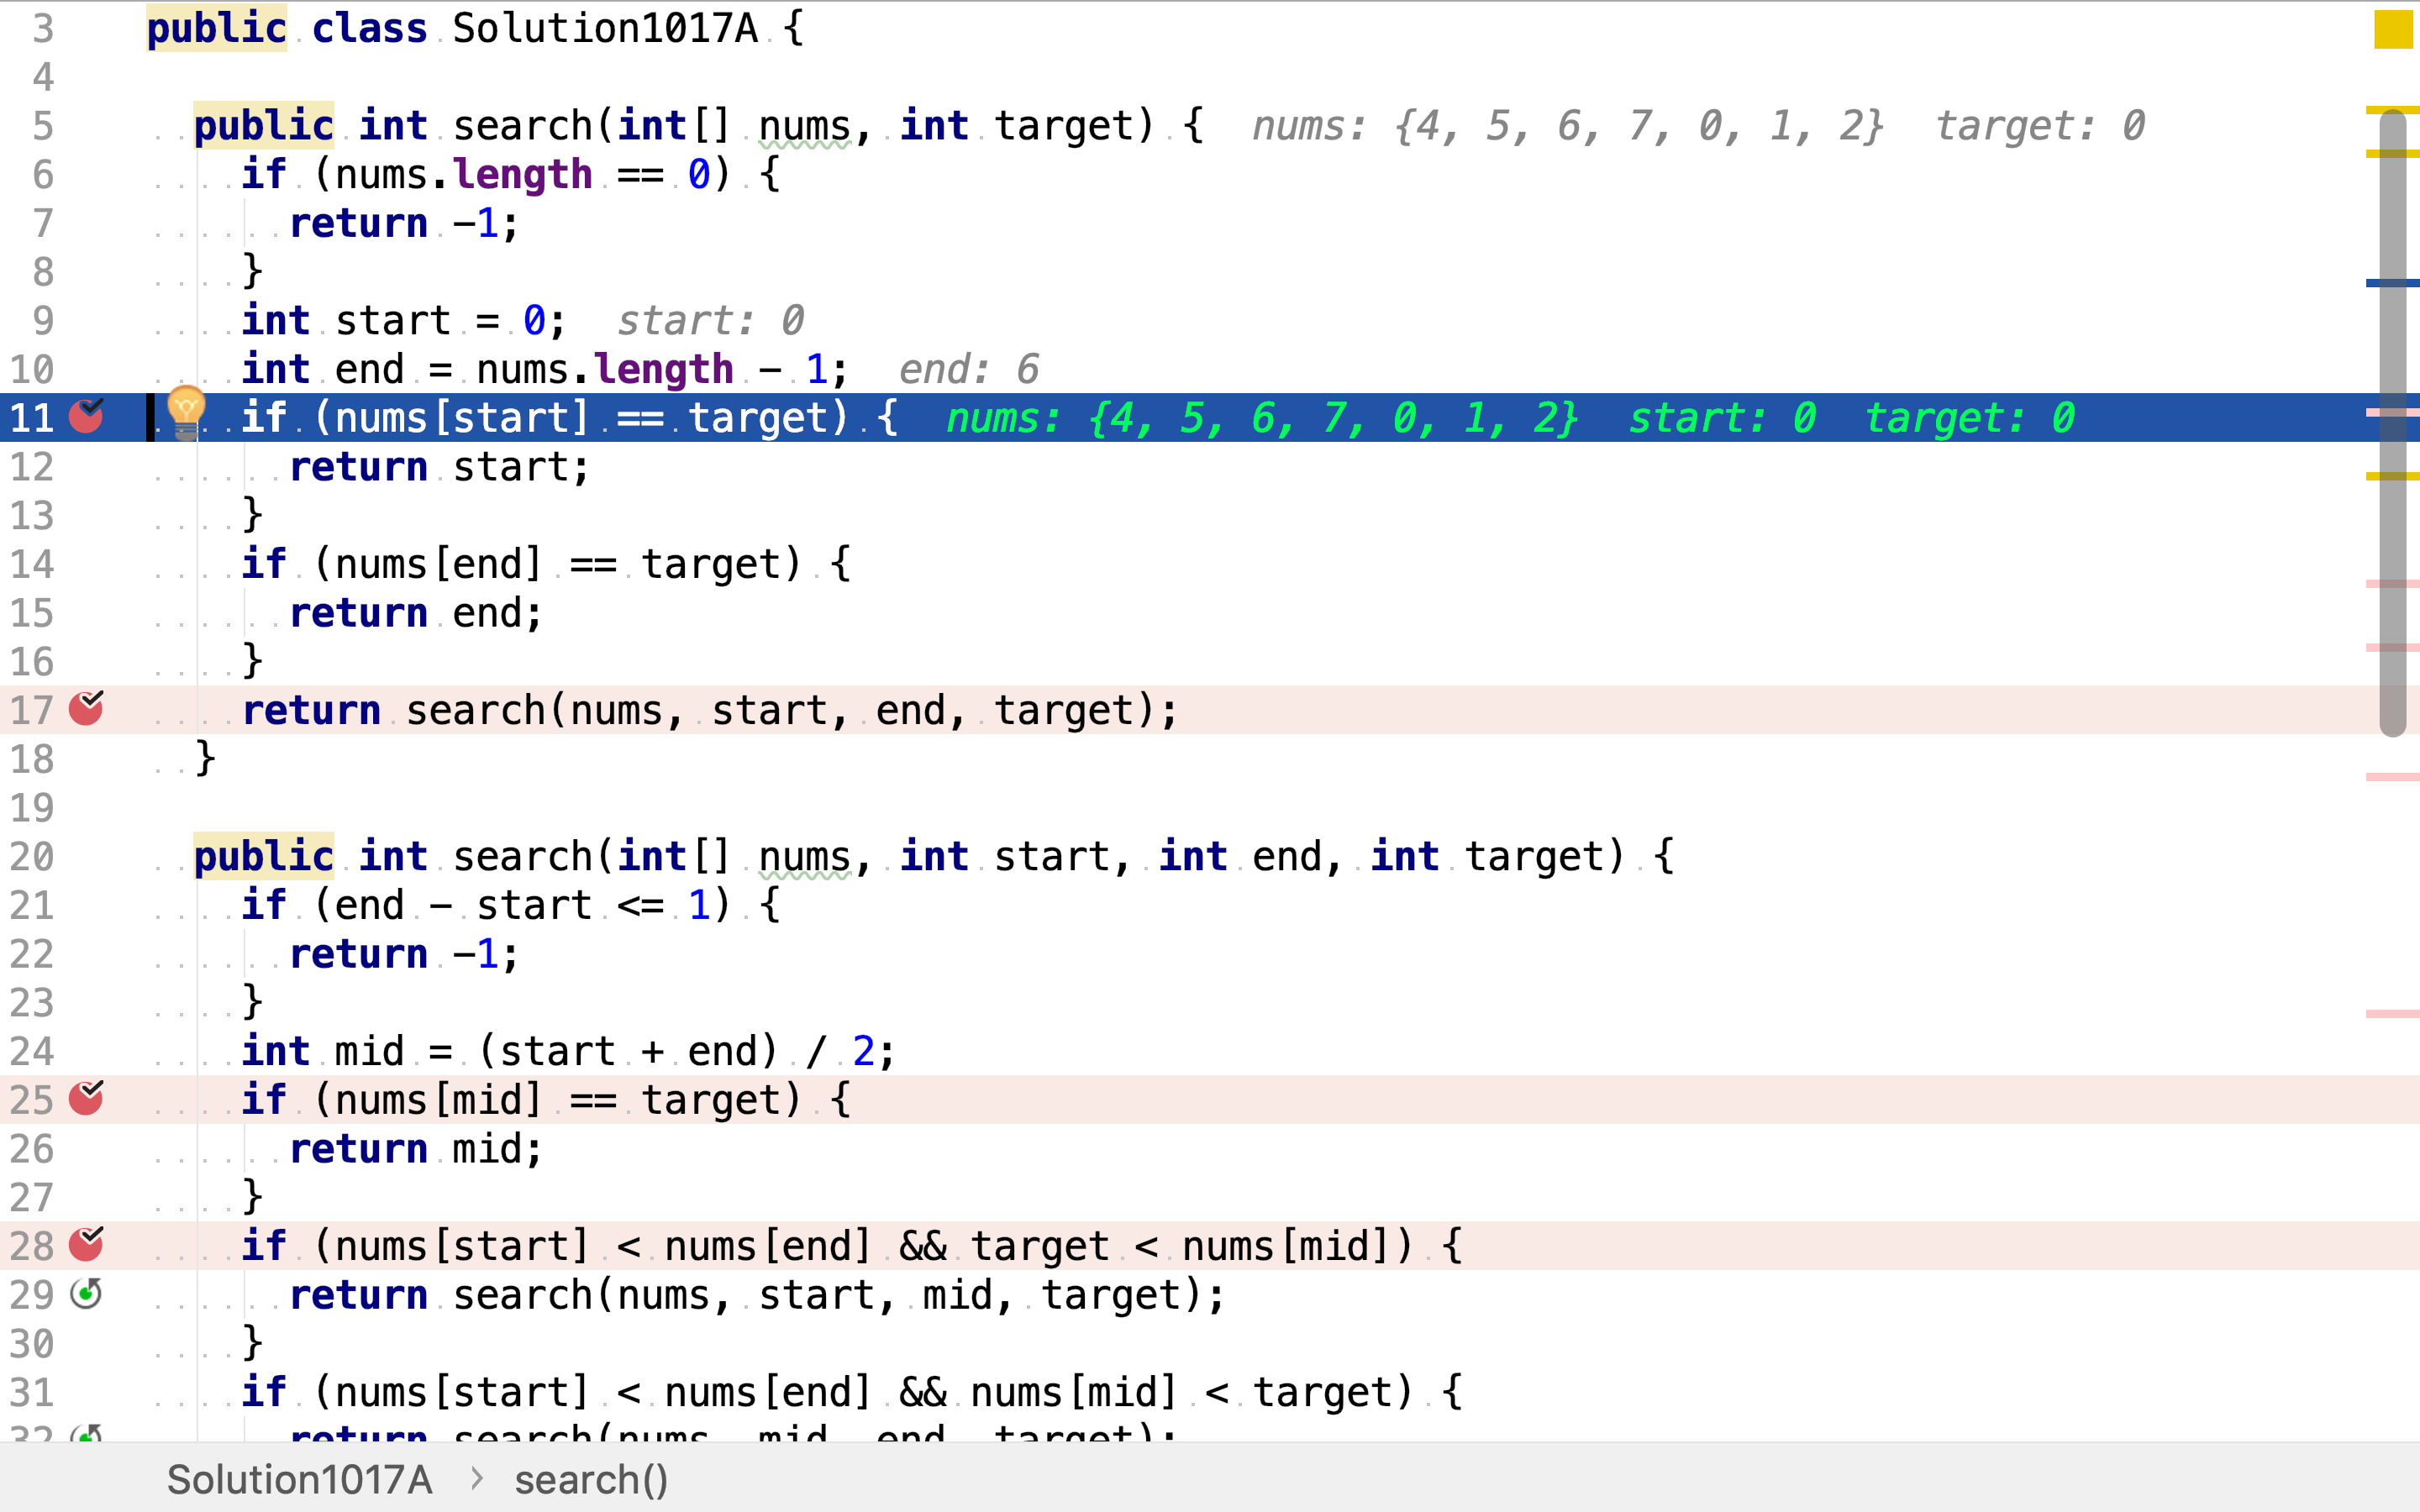 3 public class Solution1017A {
4
5 public int search(int[] nums, int target) { nums: {4, 5, 6, 7, 0, 1, 2} target: 0
6 if (nums.length == 0) {
7 return -1;
8 }
9 int start = 0; start: 0
10 int end = nums.length - 1; end: 6
11 if (nums[start] == target) { nums: {4, 5, 6, 7, 0, 1, 2} start: 0 target: 0
12 return start;
13 }
14 if (nums[end] == target) {
15 return end;
16 }
17 return search(nums, start, end, target);
18 }
19
20 public int search(int[] nums, int start, int end, int target) {
21 if (end - start <= 1) {
22 return -1;
23 }
24 int mid = (start + end) / 2;
25 if (nums[mid] == target) {
26 return mid;
27 }
28 if (nums[start] < nums[end] && target < nums[mid]) {
29 return search(nums, start, mid, target);
30 }
31 if (nums[start] < nums[end] && nums[mid] < target) {
32 return search(nums, mid, end, target);
Solution1017A > search()